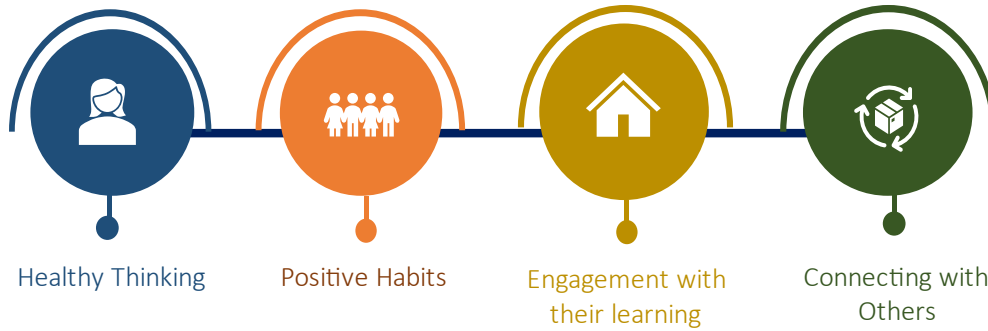 Healthy Thinking
Positive Habits
Engagement with
their learning
Connecting with
Others